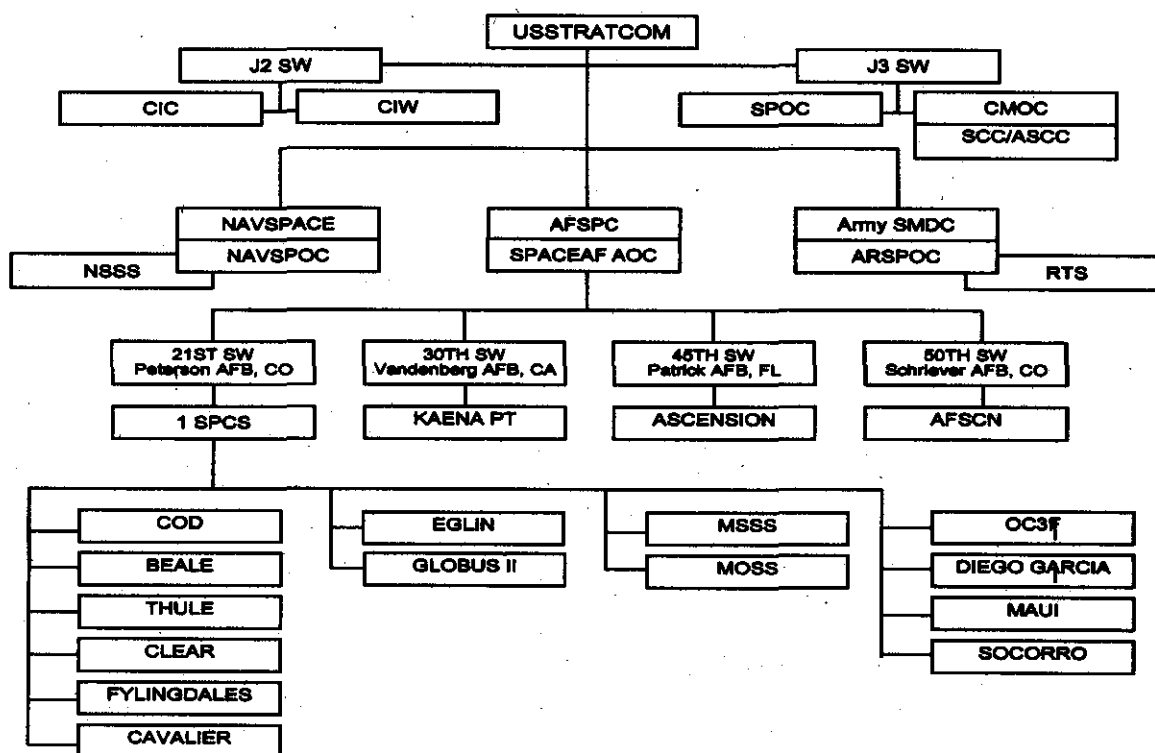 USSTRATCOM
J2 SW
J3 SW
CIC
CIW
SPOC
CMOC
SCC/ASCC
NAVSPACE
NAVSPOC
NSSS
AFSPC
SPACEAF AOC
Army SMDC
ARSPOC
RTS
21ST SW
Peterson AFB, CO
30TH SW
Vandenberg AFB, CA
45TH SW
Patrick AFB, FL
50TH SW
Schriever AFB, CO
1 SPCS
KAENA PT
ASCENSION
AFSCN
COD
BEALE
THULE
CLEAR
FYLINGDALES
CAVALIER
EGLIN
GLOBUS II
MSSS
MOSS
OC3F
DIEGO GARCIA
MAUI
SOCORRO